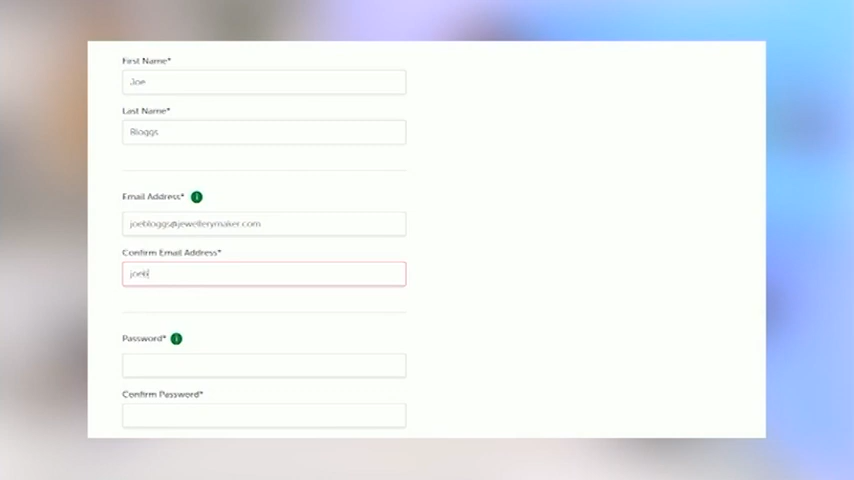 First Name*
Joe
Last Name*
Bloggs
Email Address* i
joebloggs@jewellerymaker.com
Confirm Email Address*
joeb
Password* i
Confirm Password*